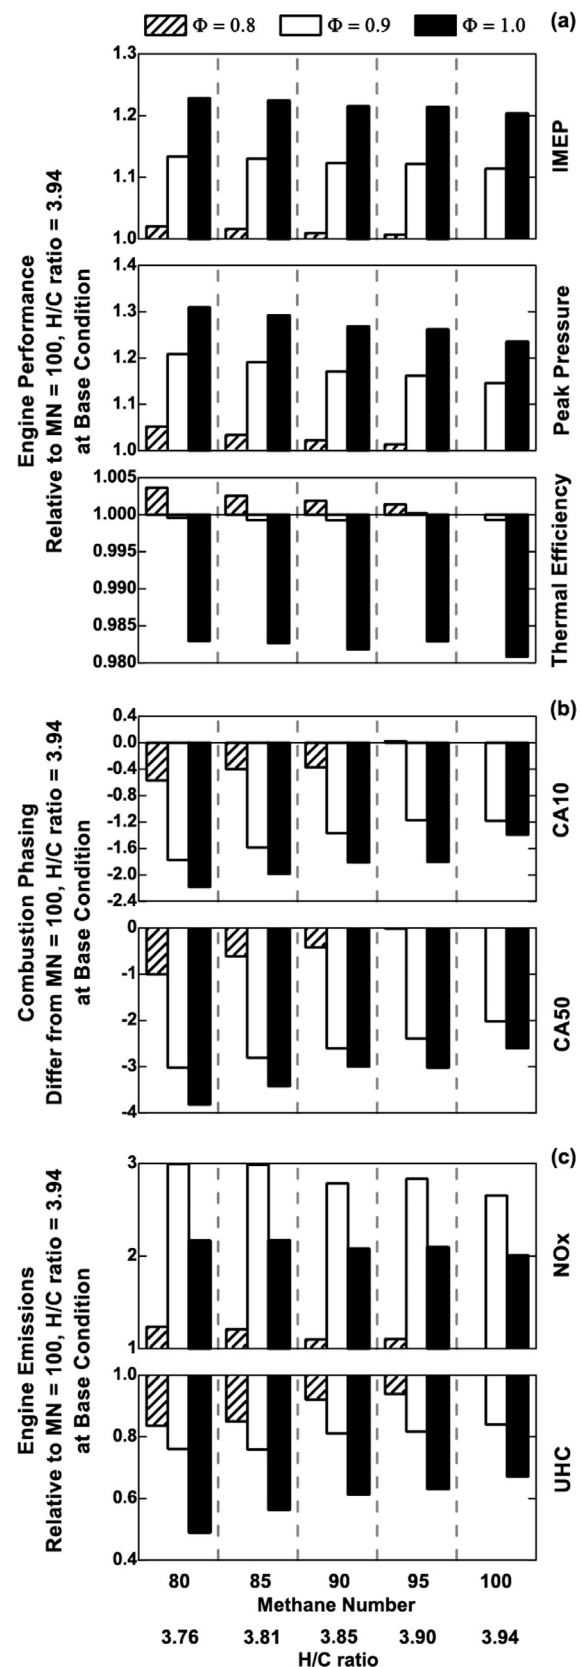 Φ = 0.8 Φ = 0.9 Φ = 1.0 (a)
1.3
1.2
1.1
1.0
IMEP
1.4
1.3
1.2
1.1
1.0
Peak Pressure
1.005
1.000
0.995
0.990
0.985
0.980
Thermal Efficiency
Engine Performance
Relative to MN = 100, H/C ratio = 3.94
at Base Condition
(b)
0.4
0.0
-0.4
-0.8
-1.2
-1.6
-2.0
-2.4
CA10
0
-1
-2
-3
-4
CA50
Combustion Phasing
Differ from MN = 100, H/C ratio = 3.94
at Base Condition
(c)
3
2
1
NOx
1.0
0.8
0.6
0.4
UHC
Engine Emissions
Relative to MN = 100, H/C ratio = 3.94
at Base Condition
80 85 90 95 100
Methane Number
3.76 3.81 3.85 3.90 3.94
H/C ratio